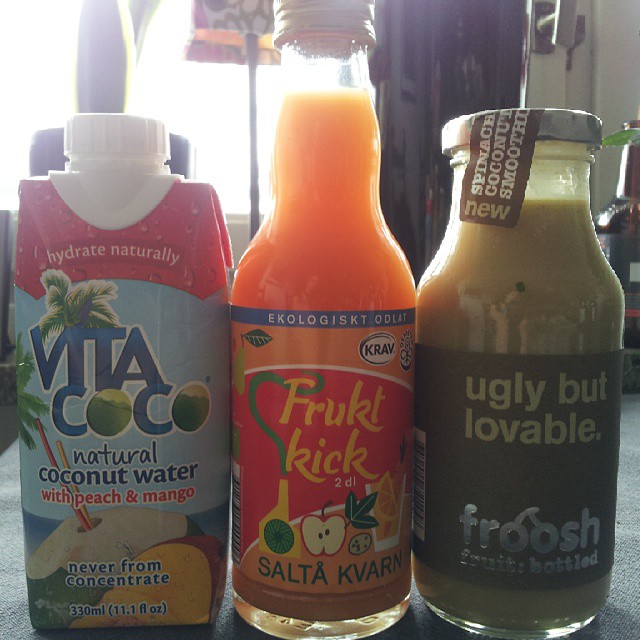 hydrate naturally
VITA
COCO
natural
coconut water
with peach & mango
never from
concentrate
330ml (11.1 fl oz)
EKOLOGISKT ODLAT
KRAV
Frukt
kick
2 dl
SALTÅ KVARN
SPINACH
COCONUT
SMOOTHIE
new
ugly but
lovable.
froosh
fruit: bottled